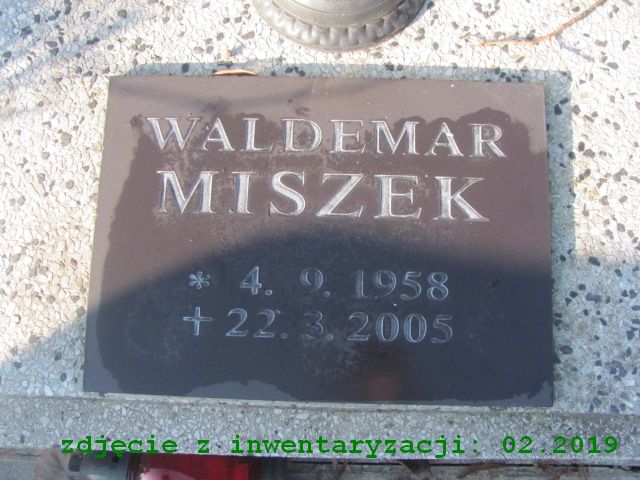 WALDEMAR
MISZEK
* 4. 9. 1958
+ 22. 3. 2005
zdjęcie z inwentaryzacji: 02.2019